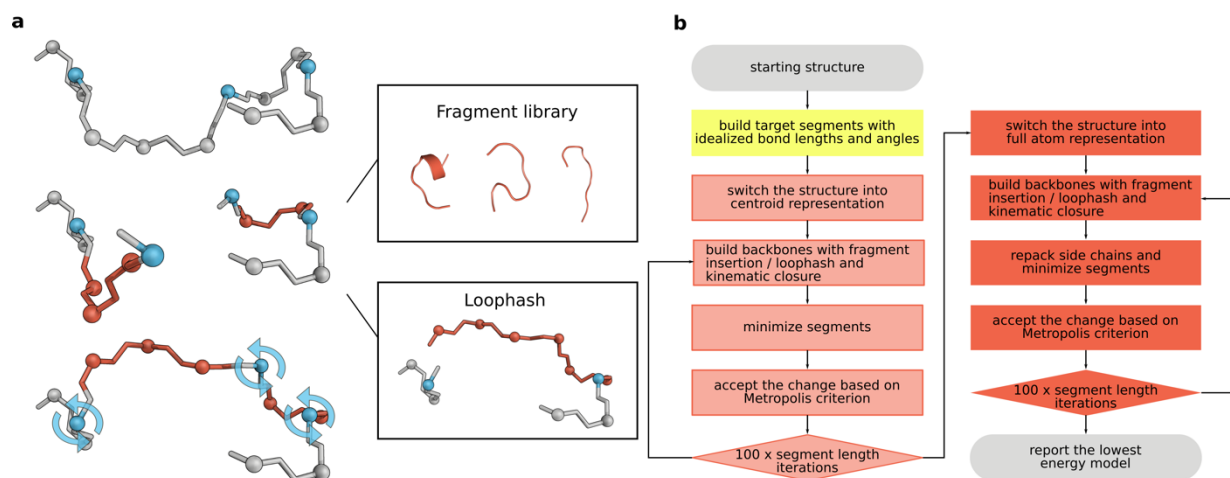 a
Fragment library
Loophash
b
starting structure
build target segments with
idealized bond lengths and angles
switch the structure into
centroid representation
build backbones with fragment
insertion / loophash and
kinematic closure
minimize segments
accept the change based on
Metropolis criterion
100 x segment length
iterations
switch the structure into
full atom representation
build backbones with fragment
insertion / loophash and
kinematic closure
repack side chains and
minimize segments
accept the change based on
Metropolis criterion
100 x segment length
iterations
report the lowest
energy model